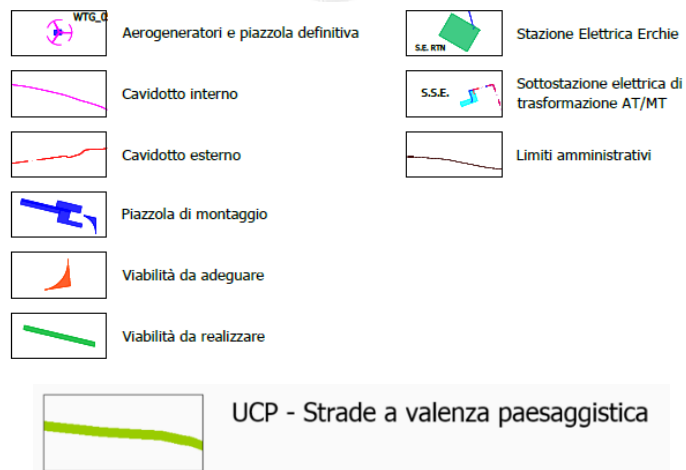 WTG_0
Aerogeneratori e piazzola definitiva
Cavidotto interno
Cavidotto esterno
Piazzola di montaggio
Viabilità da adeguare
Viabilità da realizzare
S.E. RTN
Stazione Elettrica Erchie
S.S.E.
Sottostazione elettrica di
trasformazione AT/MT
Limiti amministrativi
UCP - Strade a valenza paesaggistica